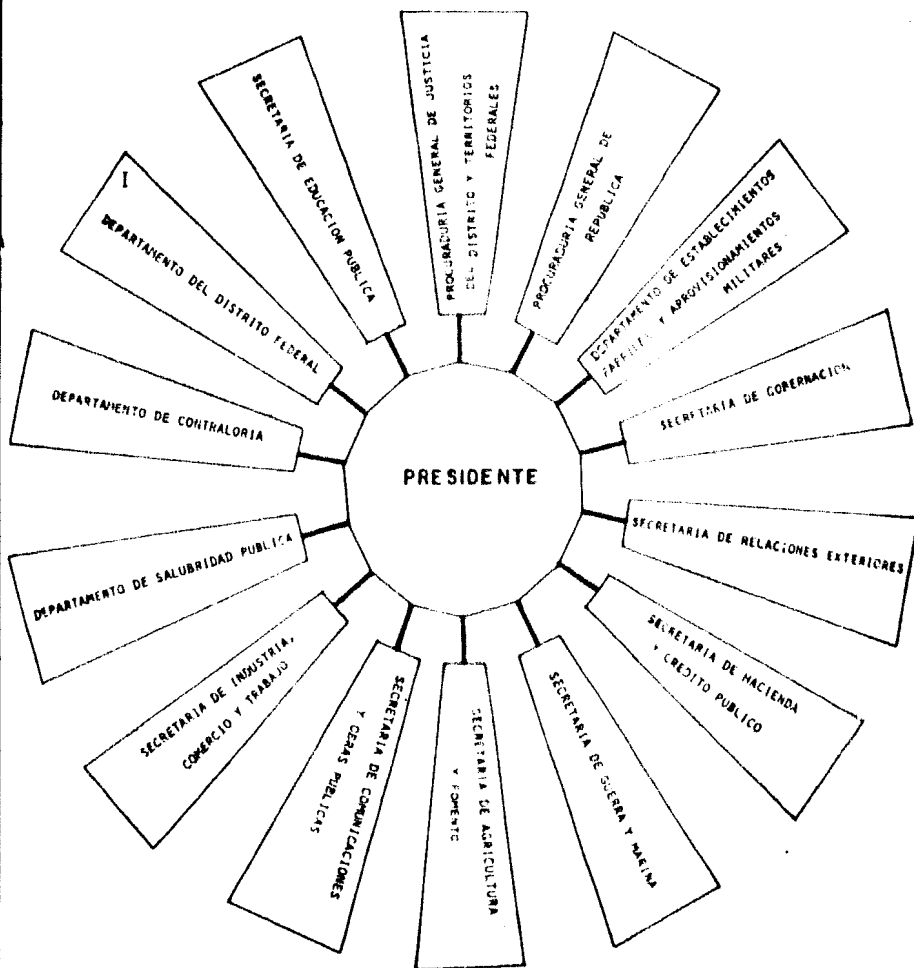 PRESIDENTE
PROCURADURIA GENERAL DE JUSTICIA
DEL DISTRITO Y TERRITORIOS
FEDERALES
PROCURADURIA GENERAL DE
REPUBLICA
DEPARTAMENTO DE ESTABLECIMIENTOS
Y APROVISIONAMIENTOS
MILITARES
SECRETARIA DE GOBERNACION
SECRETARIA DE RELACIONES EXTERIORES
SECRETARIA DE HACIENDA
Y CREDITO PUBLICO
SECRETARIA DE GUERRA Y MARINA
SECRETARIA DE AGRICULTURA
Y FOMENTO
SECRETARIA DE COMUNICACIONES
Y OBRAS PUBLICAS
SECRETARIA DE INDUSTRIA,
COMERCIO Y TRABAJO
DEPARTAMENTO DE SALUBRIDAD PUBLICA
DEPARTAMENTO DE CONTRALORIA
I
DEPARTAMENTO DEL DISTRITO FEDERAL
SECRETARIA DE EDUCACION PUBLICA